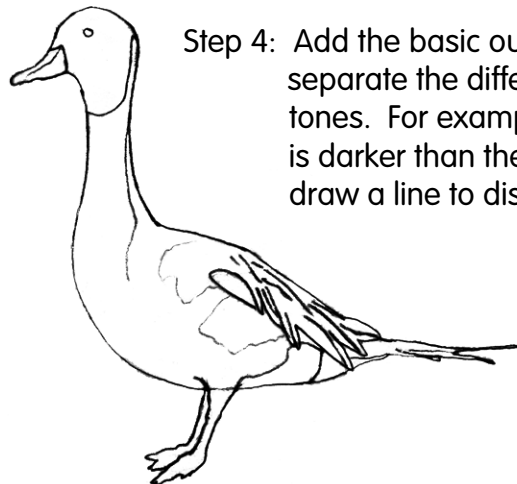 Step 4: Add the basic
separate the
tones. For
is darker than the
draw a line to